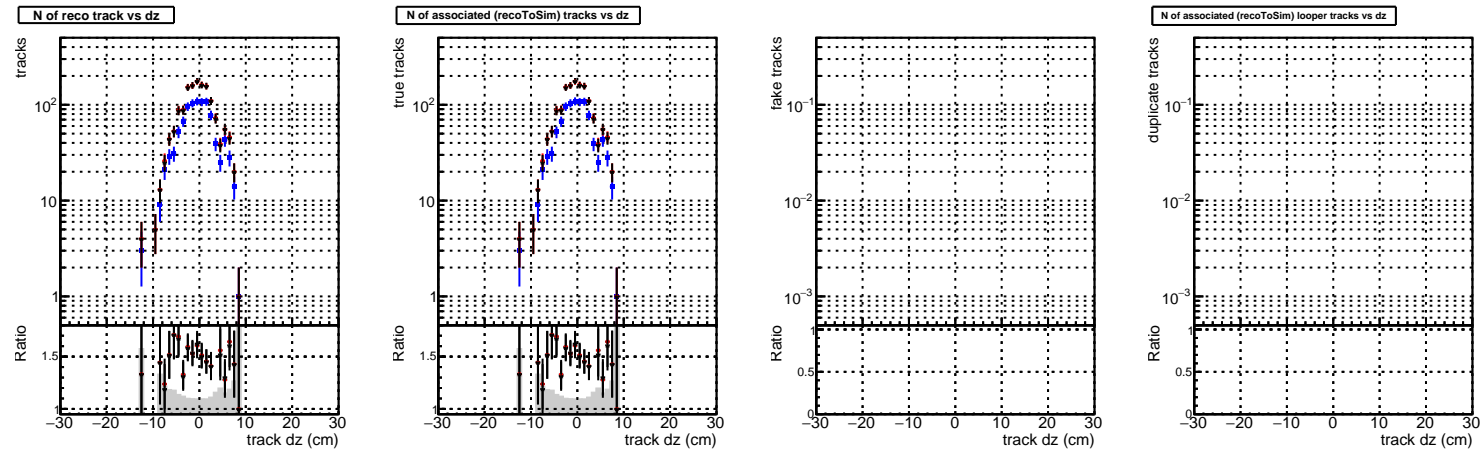 N of reco track vs dz
tracks
10²
10
1
Ratio
1.5
1
−30 −20 −10 0 10 20 30
track dz (cm)
N of associated (recoToSim) tracks vs dz
true tracks
10²
10
1
Ratio
1.5
1
−30 −20 −10 0 10 20 30
track dz (cm)
fake tracks
10⁻¹
10⁻²
10⁻³
Ratio
1
0.5
0
−30 −20 −10 0 10 20 30
track dz (cm)
N of associated (recoToSim) looper tracks vs dz
duplicate tracks
10⁻¹
10⁻²
10⁻³
Ratio
1
0.5
0
−30 −20 −10 0 10 20 30
track dz (cm)